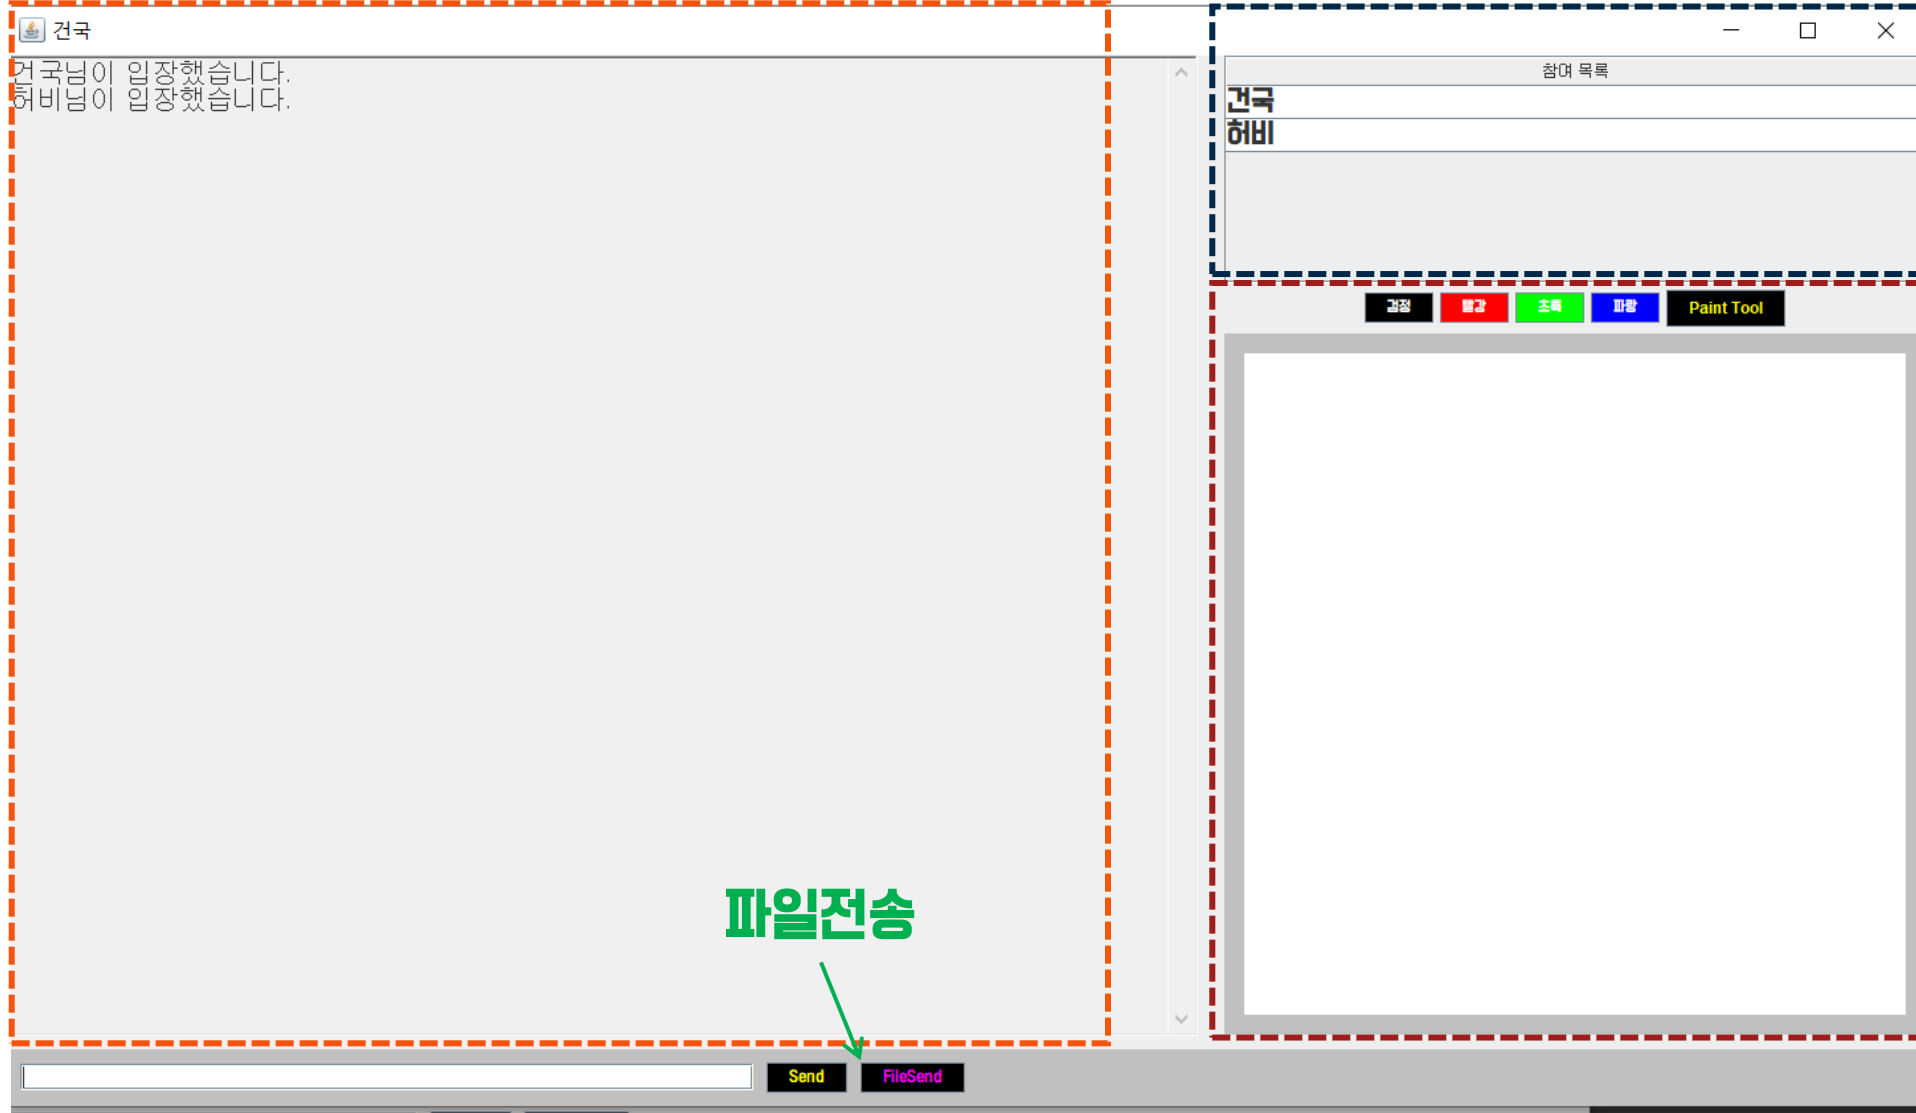 건국
건국님이 입장했습니다.
허비님이 입장했습니다.
참여 목록
건국
허비
검정
빨강
초록
파랑
Paint Tool
파일전송
Send
FileSend